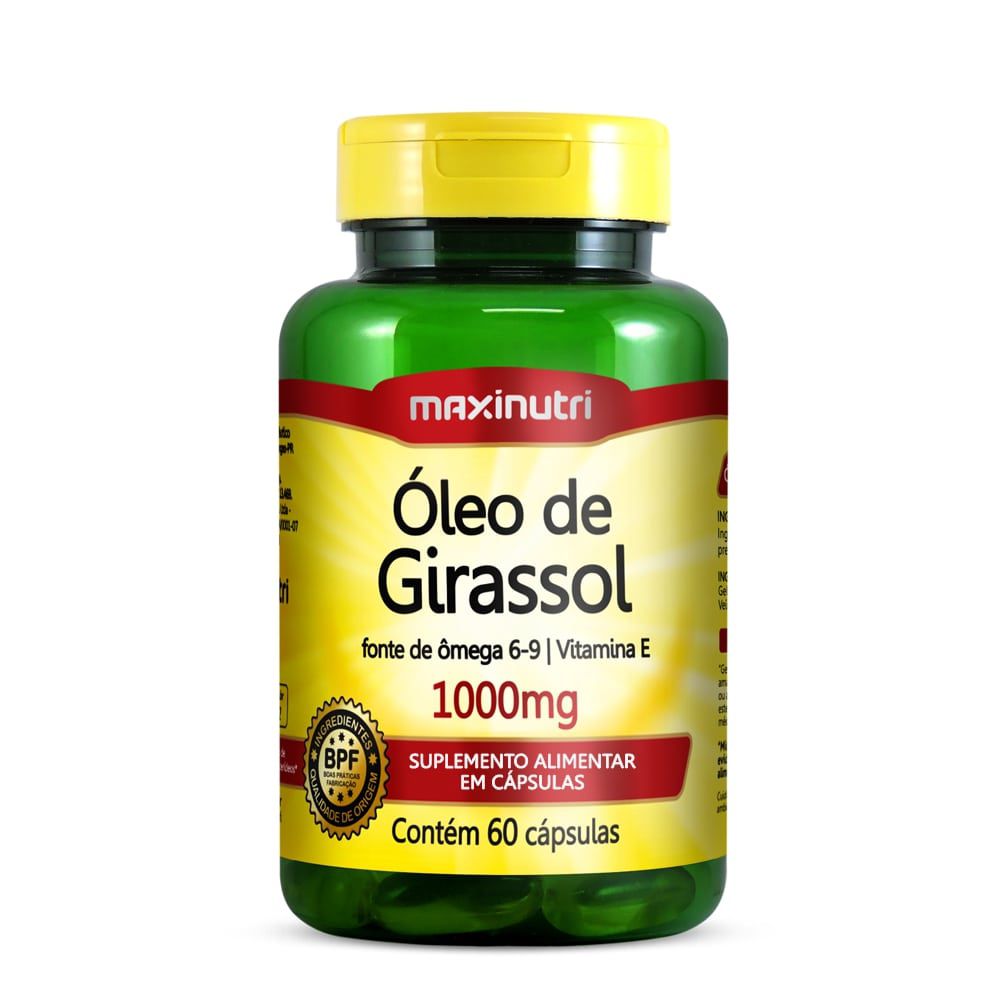 maxinutri
Óleo de
Girassol
fonte de ômega 6-9 | Vitamina E
1000mg
INGREDIENTES
BPF
BOAS PRÁTICAS
FABRICAÇÃO
QUALIDADE DE ORIGEM
SUPLEMENTO ALIMENTAR
EM CÁPSULAS
Contém 60 cápsulas